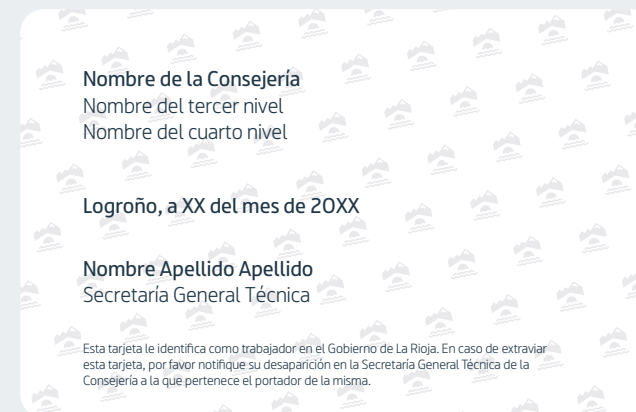 Nombre de la Consejería
Nombre del tercer nivel
Nombre del cuarto nivel
Logroño, a XX del mes de 20XX
Nombre Apellido Apellido
Secretaría General Técnica
Esta tarjeta le identifica como trabajador en el Gobierno de La Rioja. En caso de extraviar
esta tarjeta, por favor notifique su desaparición en la Secretaría General Técnica de la
Consejería a la que pertenece el portador de la misma.